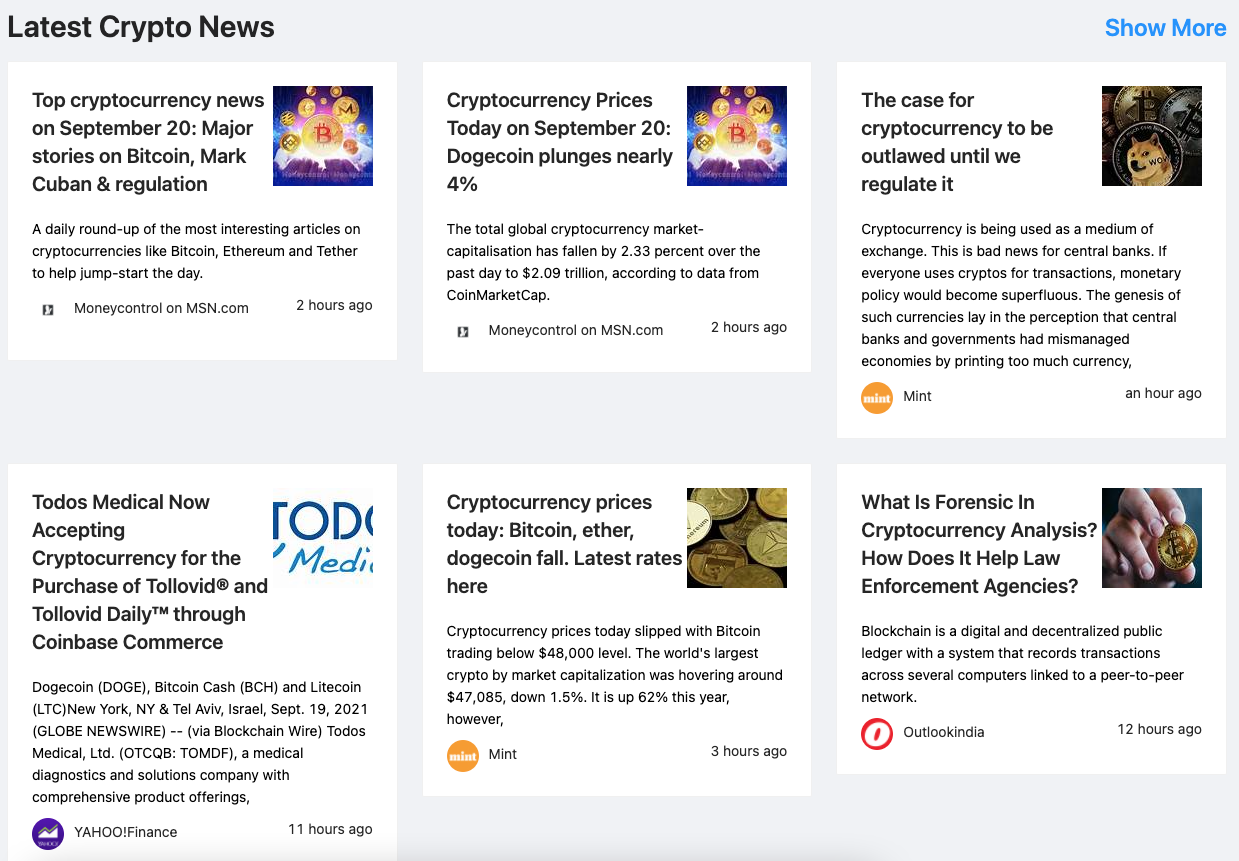 Latest Crypto News
Show More
Top cryptocurrency news
on September 20: Major
stories on Bitcoin, Mark
Cuban & regulation
A daily round-up of the most interesting articles on
cryptocurrencies like Bitcoin, Ethereum and Tether
to help jump-start the day.
Moneycontrol on MSN.com
2 hours ago
Cryptocurrency Prices
Today on September 20:
Dogecoin plunges nearly
4%
The total global cryptocurrency market-
capitalisation has fallen by 2.33 percent over the
past day to $2.09 trillion, according to data from
CoinMarketCap.
Moneycontrol on MSN.com
2 hours ago
The case for
cryptocurrency to be
outlawed until we
regulate it
WOW
Cryptocurrency is being used as a medium of
exchange. This is bad news for central banks. If
everyone uses cryptos for transactions, monetary
policy would become superfluous. The genesis of
such currencies lay in the perception that central
banks and governments had mismanaged
economies by printing too much currency,
mint
Mint
an hour ago
Todos Medical Now
Accepting
Cryptocurrency for the
Purchase of Tollovid® and
Tollovid Daily™ through
Coinbase Commerce
TODO
Medic
Dogecoin (DOGE), Bitcoin Cash (BCH) and Litecoin
(LTC)New York, NY & Tel Aviv, Israel, Sept. 19, 2021
(GLOBE NEWSWIRE) -- (via Blockchain Wire) Todos
Medical, Ltd. (OTCQB: TOMDF), a medical
diagnostics and solutions company with
comprehensive product offerings,
YAHOO!Finance
11 hours ago
Cryptocurrency prices
today: Bitcoin, ether,
dogecoin fall. Latest rates
here
Cryptocurrency prices today slipped with Bitcoin
trading below $48,000 level. The world's largest
crypto by market capitalization was hovering around
$47,085, down 1.5%. It is up 62% this year,
however,
mint
Mint
3 hours ago
What Is Forensic In
Cryptocurrency Analysis?
How Does It Help Law
Enforcement Agencies?
Blockchain is a digital and decentralized public
ledger with a system that records transactions
across several computers linked to a peer-to-peer
network.
Outlookindia
12 hours ago